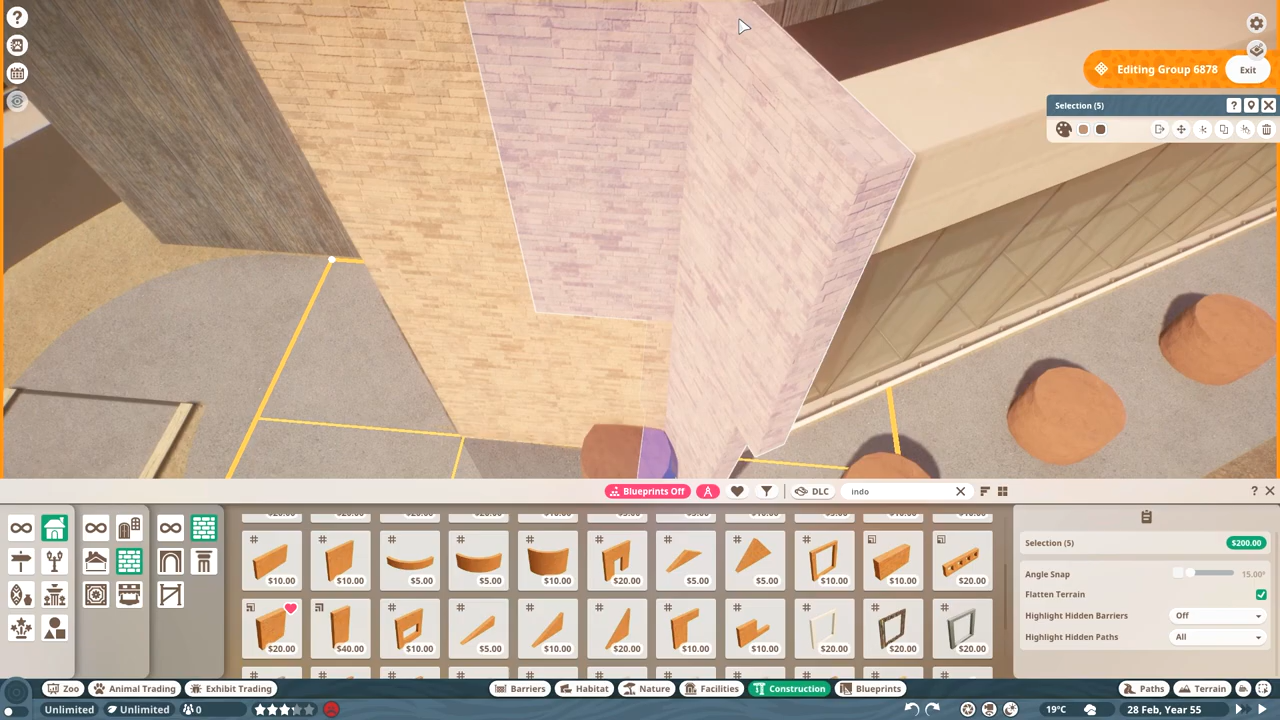 ?
Editing Group 6878
Exit
Selection (5)
?
Blueprints Off
DLC
indo
?
$10.00 $10.00 $5.00 $5.00 $10.00 $20.00 $5.00 $5.00 $10.00 $10.00 $20.00
$20.00 $40.00 $10.00 $5.00 $10.00 $20.00 $10.00 $10.00 $20.00 $20.00 $20.00
Selection (5) $200.00
Angle Snap 15.00°
Flatten Terrain
Highlight Hidden Barriers Off
Highlight Hidden Paths All
Zoo Animal Trading Exhibit Trading Barriers Habitat Nature Facilities Construction Blueprints Paths Terrain
Unlimited Unlimited 0 19°C 28 Feb, Year 55